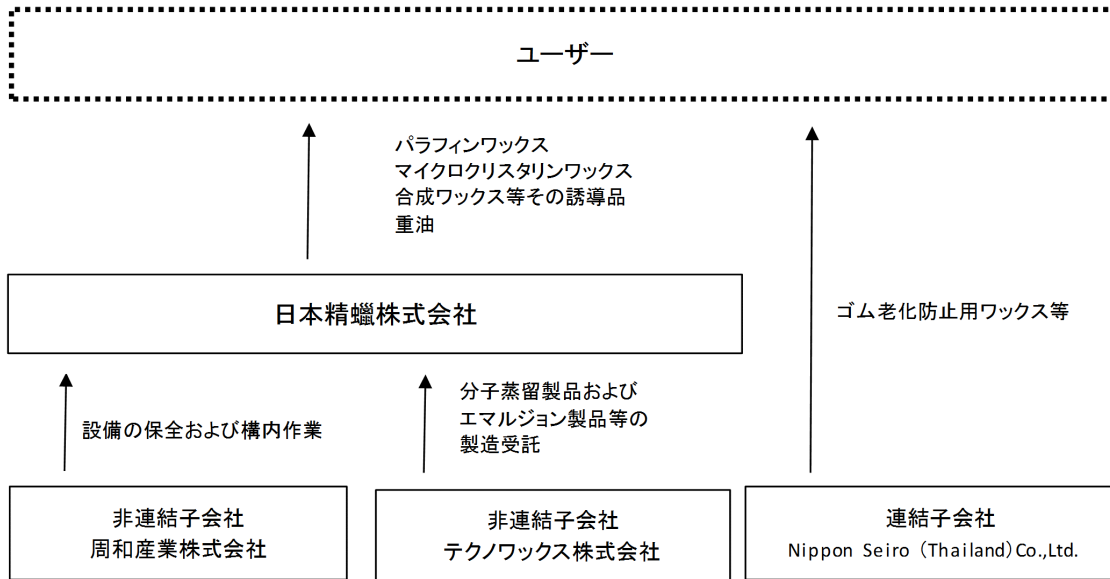 ユーザー
パラフィンワックス
マイクロクリスタリンワックス
合成ワックス等その誘導品
重油
日本精蠟株式会社
ゴム老化防止用ワックス等
設備の保全および構内作業
分子蒸留製品および
エマルジョン製品等の
製造受託
非連結子会社
周和産業株式会社
非連結子会社
テクノワックス株式会社
連結子会社
Nippon Seiro (Thailand)Co.,Ltd.